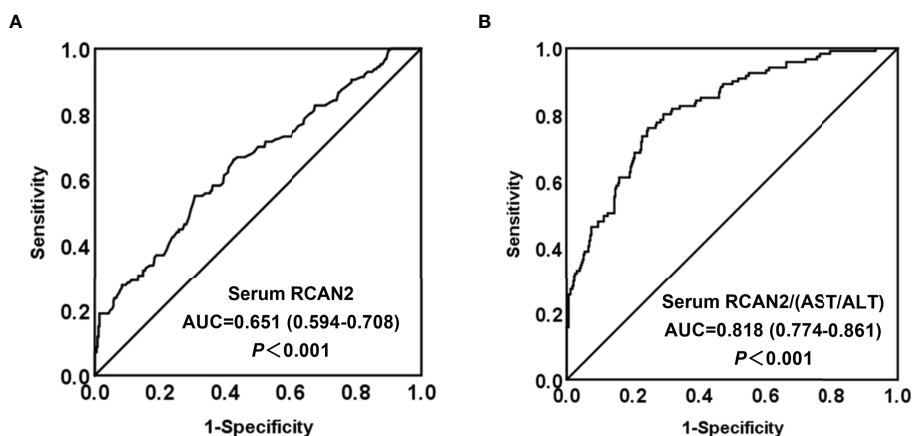 A
1.0
0.8
0.6
0.4
0.2
0.0
Sensitivity
Serum RCAN2
AUC=0.651 (0.594-0.708)
P<0.001
0.0 0.2 0.4 0.6 0.8 1.0
1-Specificity
B
1.0
0.8
0.6
0.4
0.2
0.0
Sensitivity
Serum RCAN2/(AST/ALT)
AUC=0.818 (0.774-0.861)
P<0.001
0.0 0.2 0.4 0.6 0.8 1.0
1-Specificity